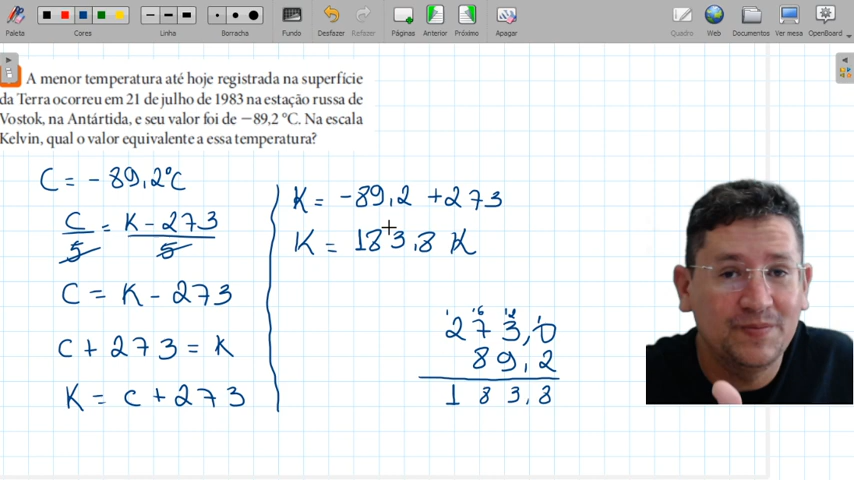 Paleta
Cores
Linha
Borracha
Fundo
Desfazer
Refazer
Páginas
Anterior
Próximo
Apagar
Quadro
Web
Documentos
Ver mesa
OpenBoard
A menor temperatura até hoje registrada na superfície
da Terra ocorreu em 21 de julho de 1983 na estação russa de
Vostok, na Antártida, e seu valor foi de −89,2 °C. Na escala
Kelvin, qual o valor equivalente a essa temperatura?
C = - 89,2°C
C/5 = K - 273/5
C = K - 273
C + 273 = K
K = C + 273
K = -89,2 + 273
K = 183,8 K
273,0
89,2
183,8